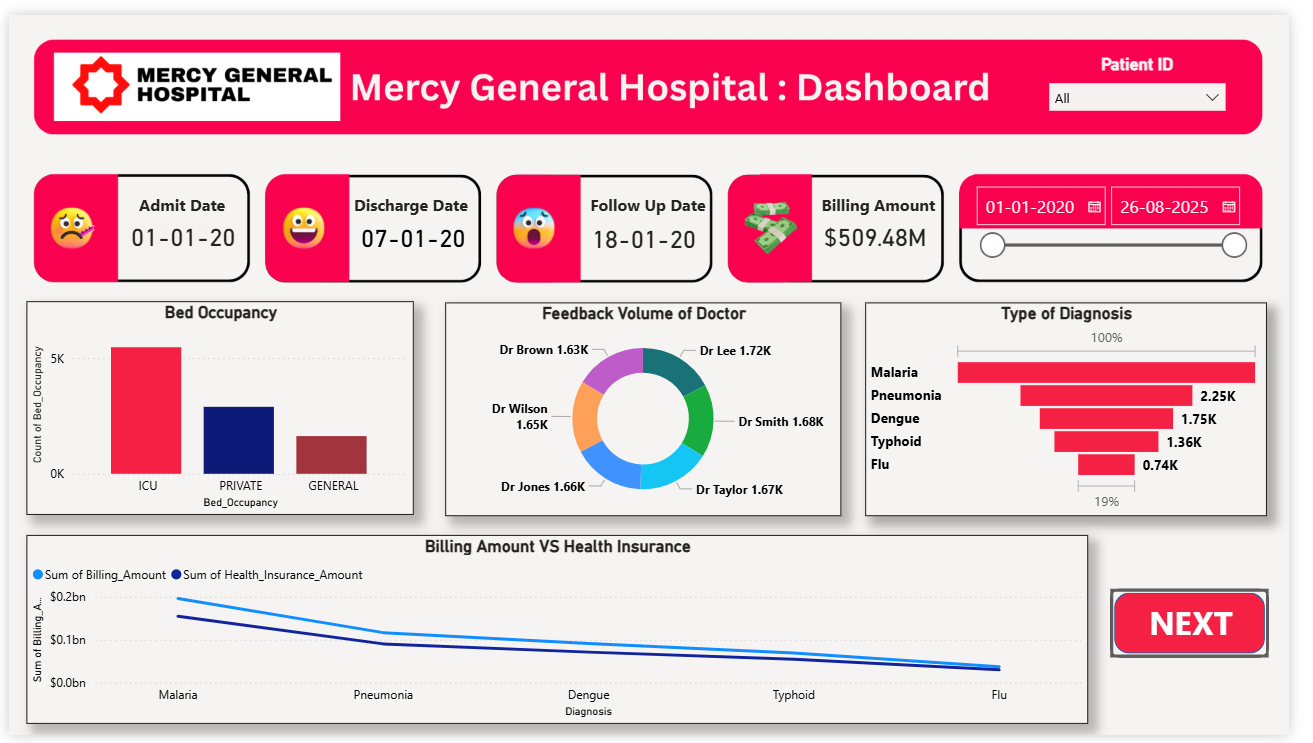 MERCY GENERAL
HOSPITAL
Mercy General Hospital : Dashboard
Patient ID
All
Admit Date
01-01-20
Discharge Date
07-01-20
Follow Up Date
18-01-20
Billing Amount
$509.48M
01-01-2020
26-08-2025
Bed Occupancy
Count of Bed_Occupancy
5K
0K
ICU
PRIVATE
GENERAL
Bed_Occupancy
Feedback Volume of Doctor
Dr Brown 1.63K
Dr Lee 1.72K
Dr Wilson
1.65K
Dr Smith 1.68K
Dr Jones 1.66K
Dr Taylor 1.67K
Type of Diagnosis
100%
Malaria
Pneumonia
2.25K
Dengue
1.75K
Typhoid
1.36K
Flu
0.74K
19%
Billing Amount VS Health Insurance
Sum of Billing_Amount
Sum of Health_Insurance_Amount
Sum of Billing_A...
$0.2bn
$0.1bn
$0.0bn
Malaria
Pneumonia
Dengue
Typhoid
Flu
Diagnosis
NEXT